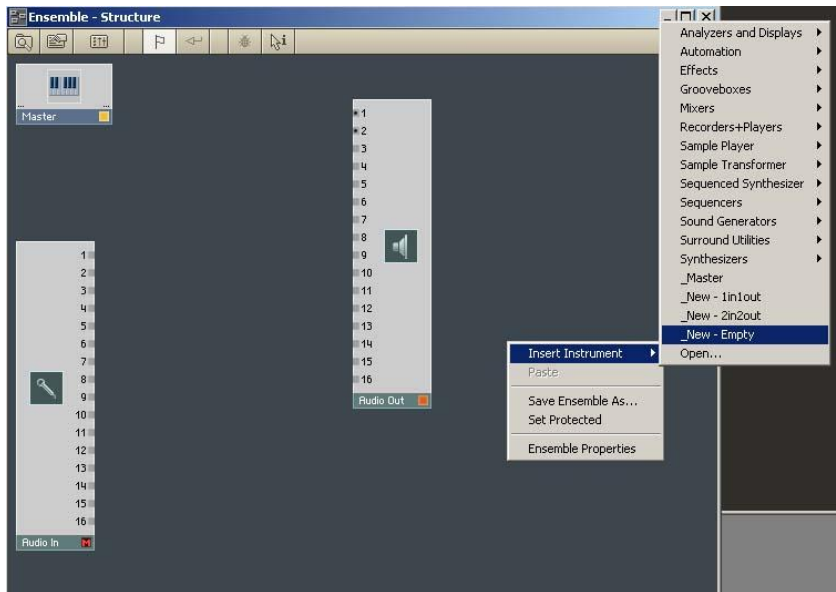 Ensemble - Structure
i
...
...
Master
1
2
3
4
5
6
7
8
9
10
11
12
13
14
15
16
Audio In
1
2
3
4
5
6
7
8
9
10
11
12
13
14
15
16
Audio Out
Insert Instrument
Paste
Save Ensemble As...
Set Protected
Ensemble Properties
Analyzers and Displays
Automation
Effects
Grooveboxes
Mixers
Recorders+Players
Sample Player
Sample Transformer
Sequenced Synthesizer
Sequencers
Sound Generators
Surround Utilities
Synthesizers
_Master
_New - 1in1out
_New - 2in2out
_New - Empty
Open...